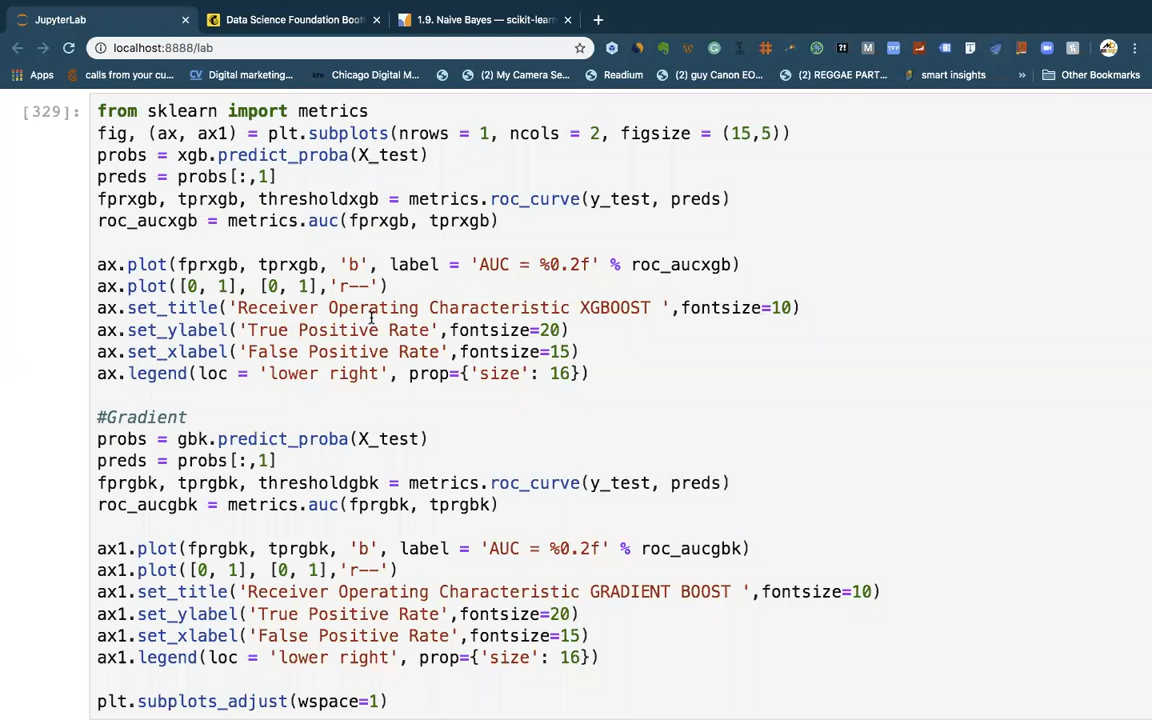 JupyterLab
Data Science Foundation Boot
1.9. Naive Bayes — scikit-learn
localhost:8888/lab
Apps
calls from your cu...
Digital marketing...
Chicago Digital M...
(2) My Camera Se...
Readium
(2) guy Canon EO...
(2) REGGAE PART...
smart insights
Other Bookmarks
[329]:
from sklearn import metrics
fig, (ax, ax1) = plt.subplots(nrows = 1, ncols = 2, figsize = (15,5))
probs = xgb.predict_proba(X_test)
preds = probs[:,1]
fprxgb, tprxgb, thresholdxgb = metrics.roc_curve(y_test, preds)
roc_aucxgb = metrics.auc(fprxgb, tprxgb)
ax.plot(fprxgb, tprxgb, 'b', label = 'AUC = %0.2f' % roc_aucxgb)
ax.plot([0, 1], [0, 1],'r--')
ax.set_title('Receiver Operating Characteristic XGBOOST ',fontsize=10)
ax.set_ylabel('True Positive Rate',fontsize=20)
ax.set_xlabel('False Positive Rate',fontsize=15)
ax.legend(loc = 'lower right', prop={'size': 16})
#Gradient
probs = gbk.predict_proba(X_test)
preds = probs[:,1]
fprgbk, tprgbk, thresholdgbk = metrics.roc_curve(y_test, preds)
roc_aucgbk = metrics.auc(fprgbk, tprgbk)
ax1.plot(fprgbk, tprgbk, 'b', label = 'AUC = %0.2f' % roc_aucgbk)
ax1.plot([0, 1], [0, 1],'r--')
ax1.set_title('Receiver Operating Characteristic GRADIENT BOOST ',fontsize=10)
ax1.set_ylabel('True Positive Rate',fontsize=20)
ax1.set_xlabel('False Positive Rate',fontsize=15)
ax1.legend(loc = 'lower right', prop={'size': 16})
plt.subplots_adjust(wspace=1)